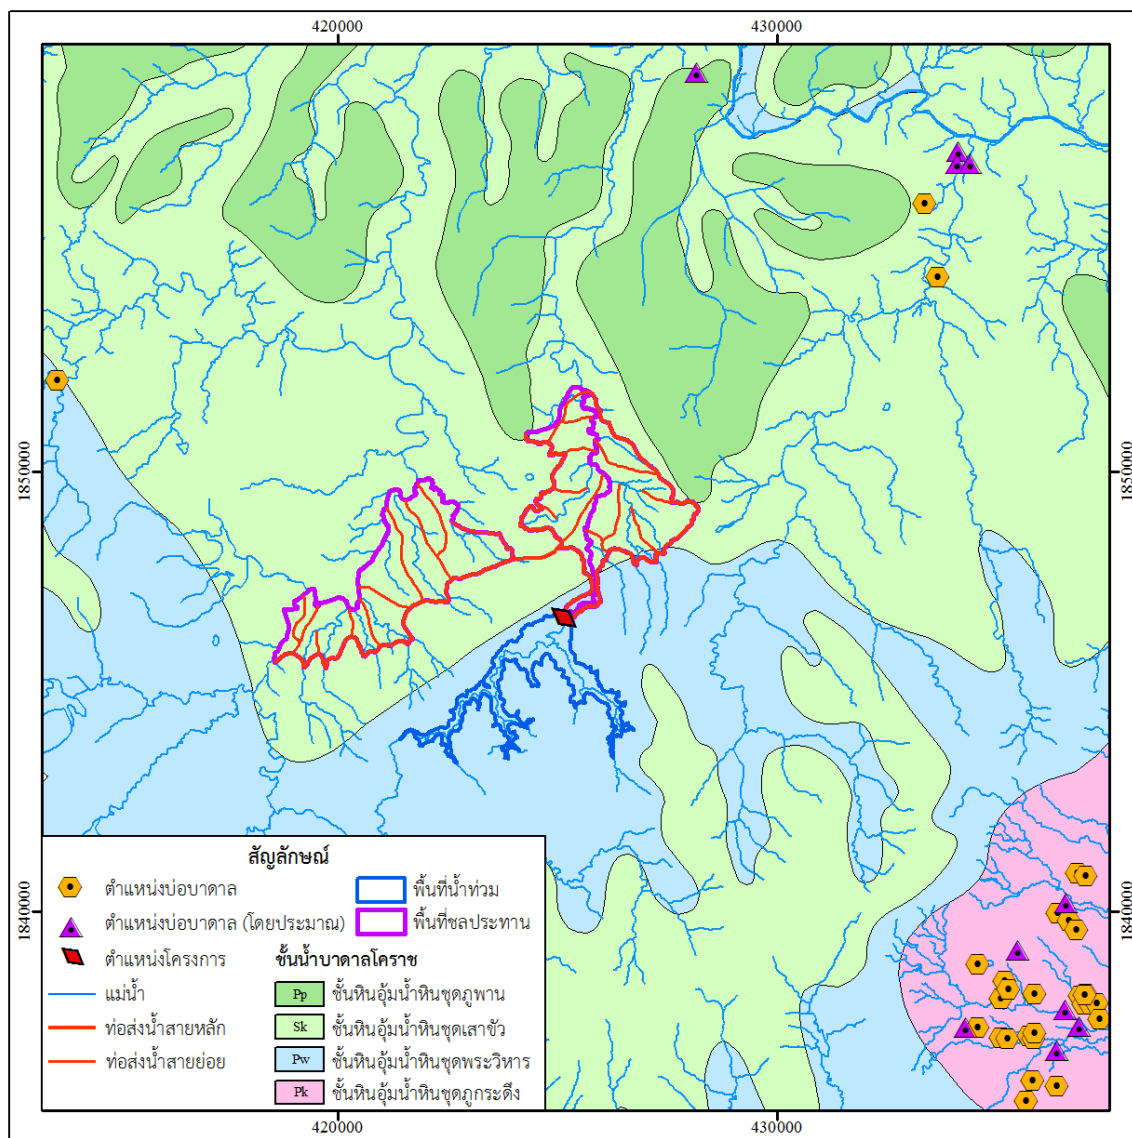 420000 430000
1850000 1850000
1840000 1840000
สัญลักษณ์
ตำแหน่งบ่อบาดาล
พื้นที่น้ำท่วม
ตำแหน่งบ่อบาดาล (โดยประมาณ)
พื้นที่ชลประทาน
ตำแหน่งโครงการ
ชั้นน้ำบาดาลโคราช
แม่น้ำ
Pp ชั้นหินอุ้มน้ำหินชุดภูพาน
ท่อส่งน้ำสายหลัก
Sk ชั้นหินอุ้มน้ำหินชุดเสาขัว
ท่อส่งน้ำสายย่อย
Pw ชั้นหินอุ้มน้ำหินชุดพระวิหาร
Pk ชั้นหินอุ้มน้ำหินชุดภูกระดึง
420000 430000